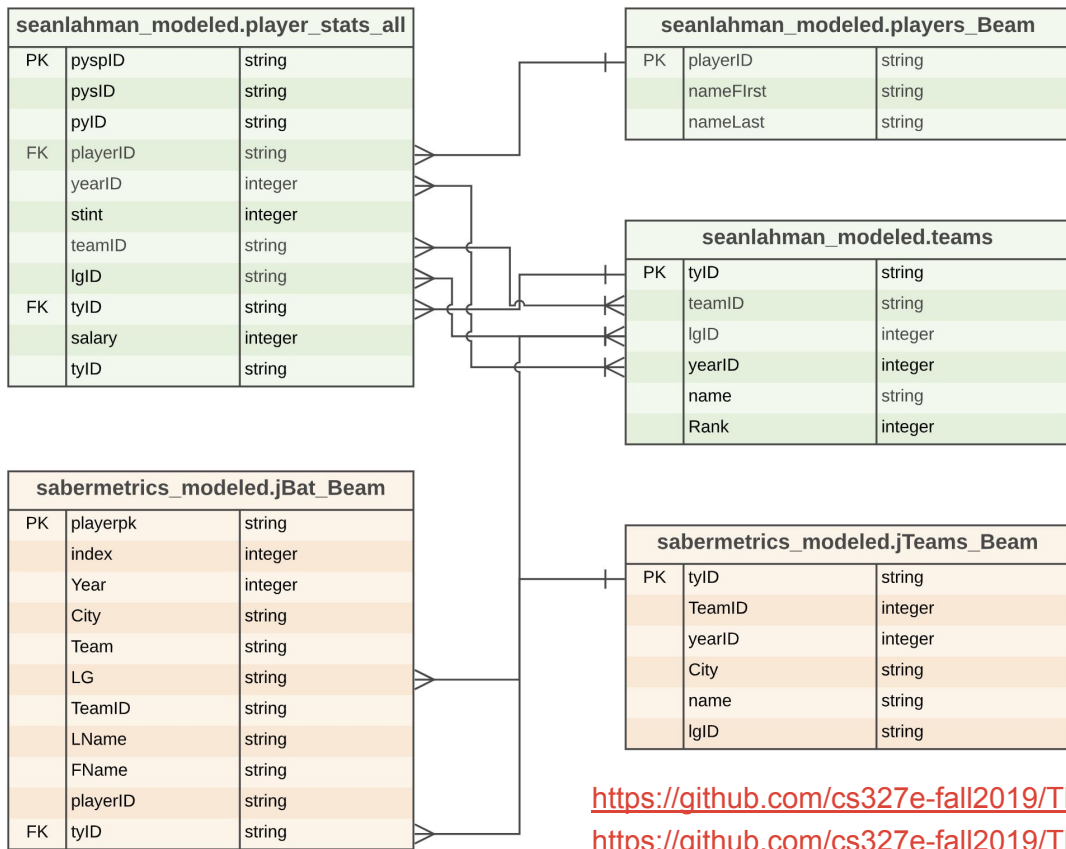 seanlahman_modeled.player_stats_all
PK pyspID string
pysID string
pyID string
FK playerID string
yearID integer
stint integer
teamID string
lgID string
FK tyID string
salary integer
tyID string
seanlahman_modeled.players_Beam
PK playerID string
nameFIrst string
nameLast string
seanlahman_modeled.teams
PK tyID string
teamID string
lgID integer
yearID integer
name string
Rank integer
sabermetrics_modeled.jBat_Beam
PK playerpk string
index integer
Year integer
City string
Team string
LG string
TeamID string
LName string
FName string
playerID string
FK tyID string
sabermetrics_modeled.jTeams_Beam
PK tyID string
TeamID integer
yearID integer
City string
name string
lgID string
https://github.com/cs327e-fall2019/
https://github.com/cs327e-fall2019/